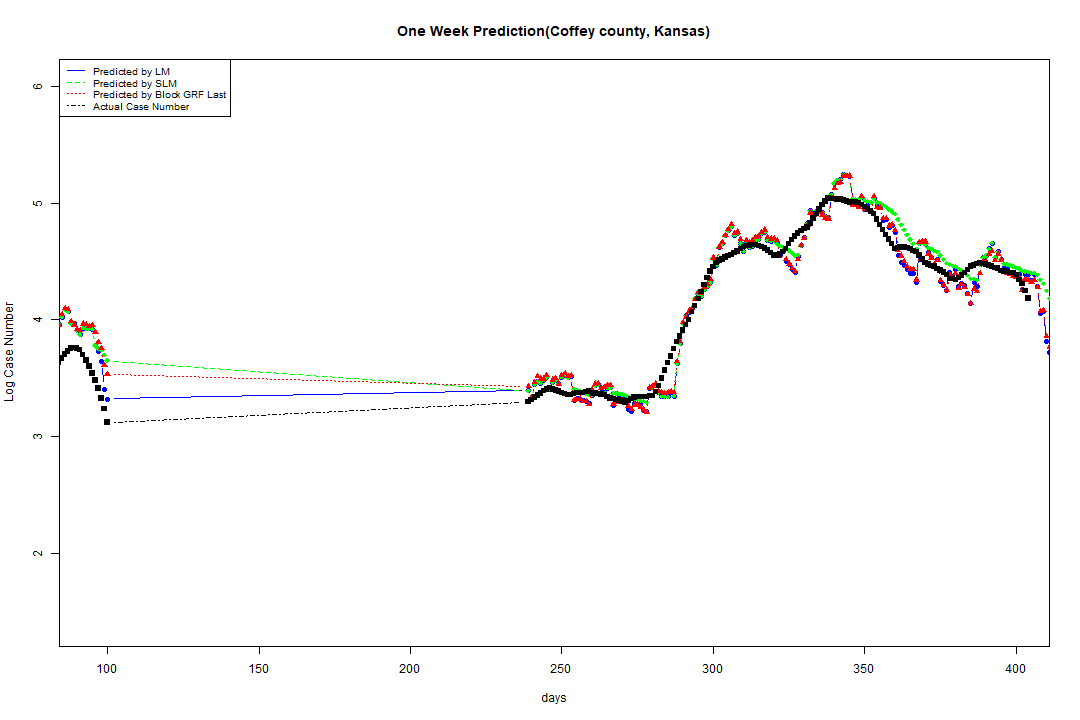 One Week Prediction(Coffey county, Kansas)
Predicted by LM
Predicted by SLM
Predicted by Block GRF Last
Actual Case Number
Log Case Number
6
5
4
3
2
100 150 200 250 300 350 400
days